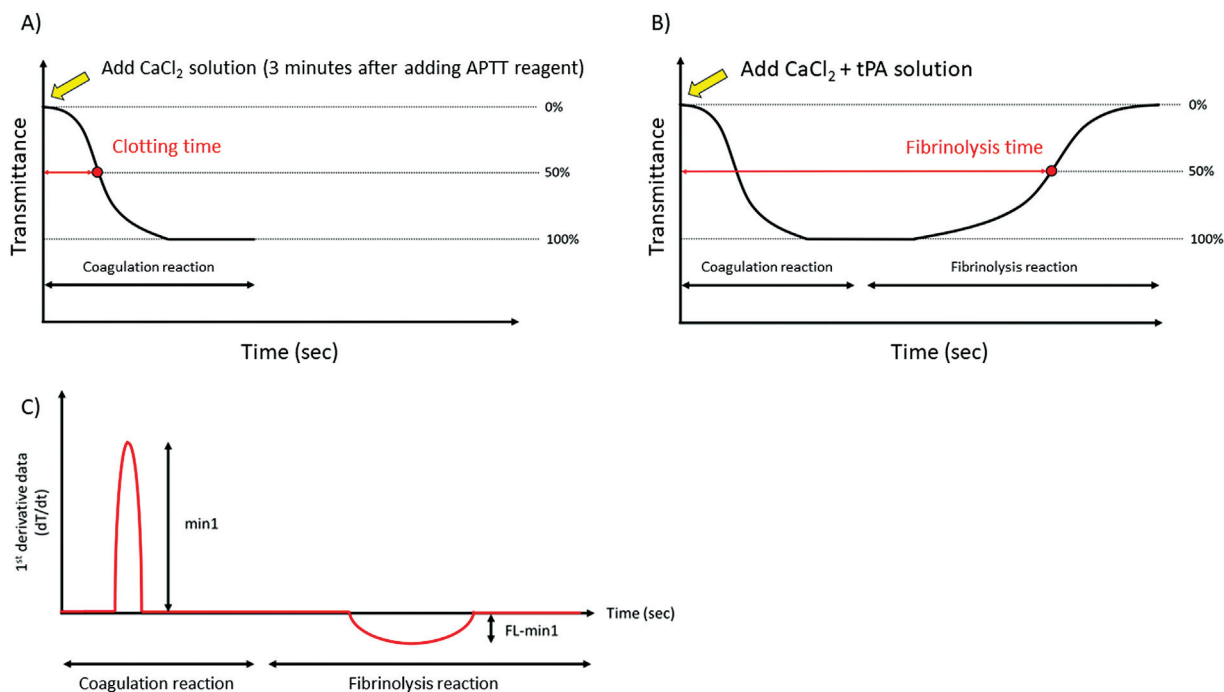 A)
Add CaCl₂ solution (3 minutes after adding APTT reagent)
0%
Clotting time
50%
100%
Transmittance
Coagulation reaction
Time (sec)
B)
Add CaCl₂ + tPA solution
0%
Fibrinolysis time
50%
100%
Transmittance
Coagulation reaction
Fibrinolysis reaction
Time (sec)
C)
1st derivative data
(dT/dt)
min1
Time (sec)
FL-min1
Coagulation reaction
Fibrinolysis reaction